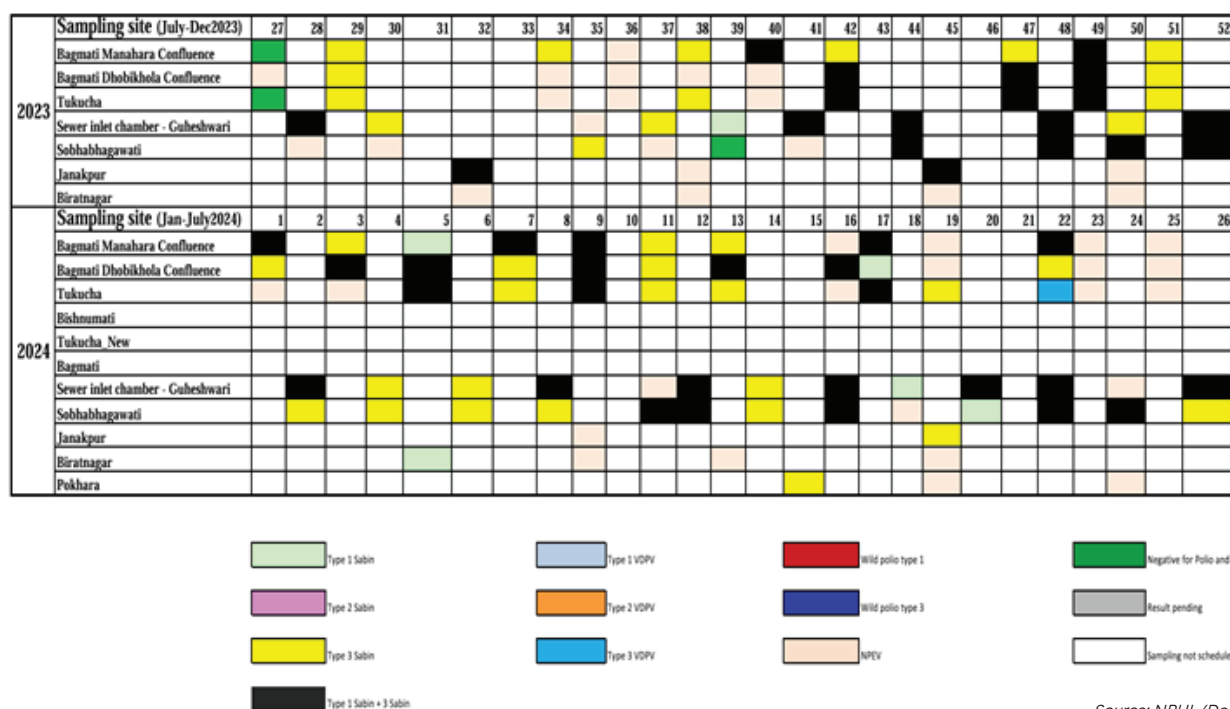 Sampling site (July-Dec2023) 27 28 29 30 31 32 33 34 35 36 37 38 39 40 41 42 43 44 45 46 47 48 49 50 51 52
2023
Bagmati Manahara Confluence
Bagmati Dhobikhola Confluence
Tukucha
Sewer inlet chamber - Guheshwari
Sobhabhagawati
Janakpur
Biratnagar
Sampling site (Jan-July2024) 1 2 3 4 5 6 7 8 9 10 11 12 13 14 15 16 17 18 19 20 21 22 23 24 25 26
2024
Bagmati Manahara Confluence
Bagmati Dhobikhola Confluence
Tukucha
Bishnumati
Tukucha_New
Bagmati
Sewer inlet chamber - Guheshwari
Sobhabhagawati
Janakpur
Biratnagar
Pokhara
Type 1 Sabin Type 1 VDPV Wild polio type 1 Negative for Polio and
Type 2 Sabin Type 2 VDPV Wild polio type 3 Result pending
Type 3 Sabin Type 3 VDPV NPEV Sampling not schedule
Type 1 Sabin + 3 Sabin
Source: